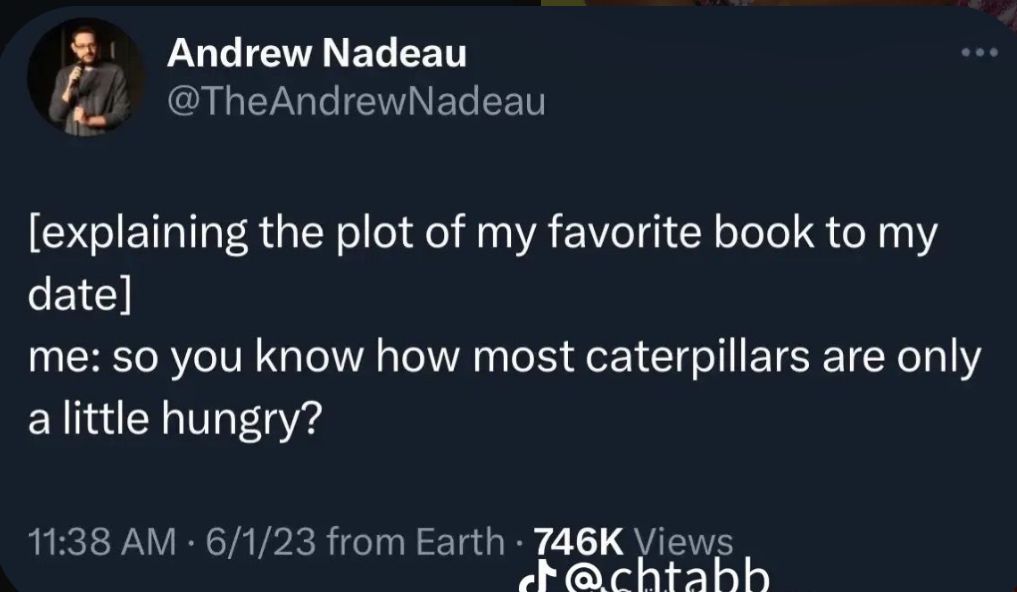 Andrew Nadeau
@TheAndrewNadeau
[explaining the plot of my favorite book to my
date]
me: so you know how most caterpillars are only
a little hungry?
11:38 AM · 6/1/23 from Earth · 746K Views
@chtabb